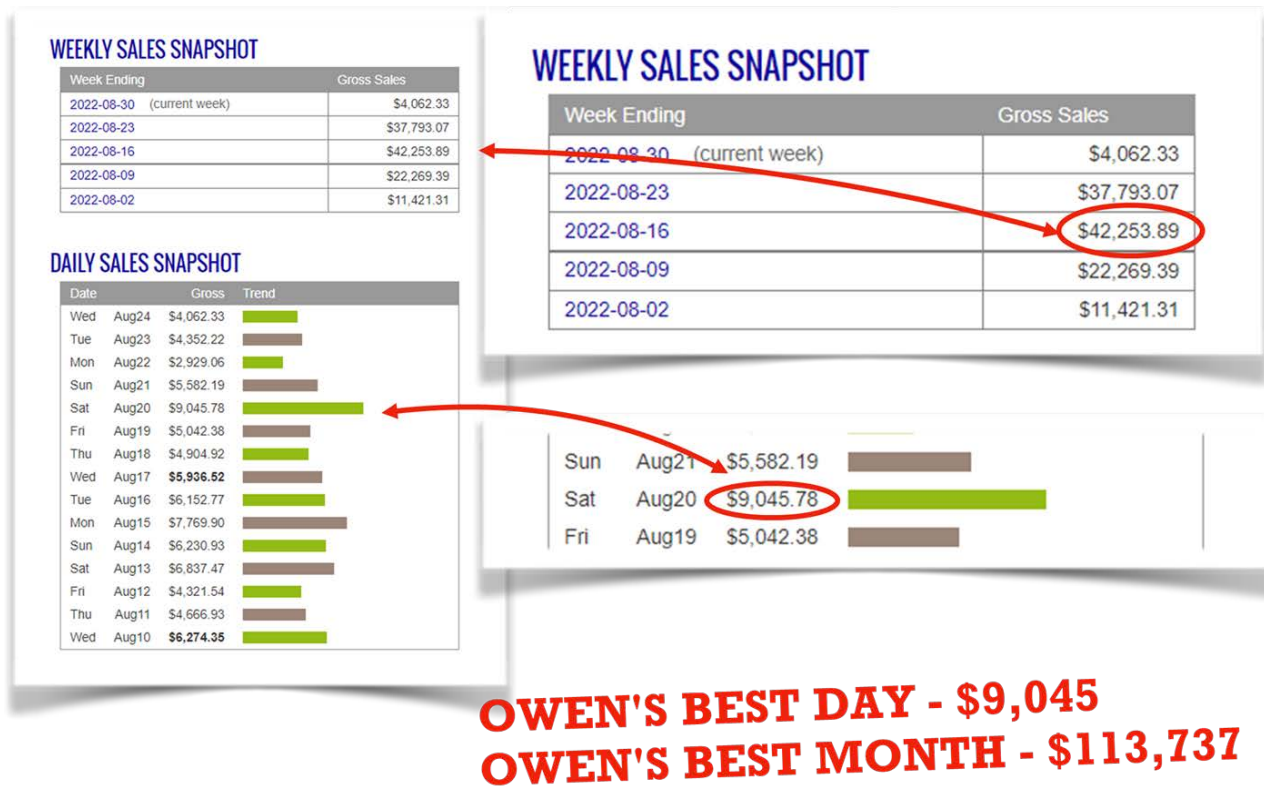 WEEKLY SALES SNAPSHOT
Week Ending Gross Sales
2022-08-30 (current week) $4,062.33
2022-08-23 $37,793.07
2022-08-16 $42,253.89
2022-08-09 $22,269.39
2022-08-02 $11,421.31
DAILY SALES SNAPSHOT
Date Gross Trend
Wed Aug24 $4,062.33
Tue Aug23 $4,352.22
Mon Aug22 $2,929.06
Sun Aug21 $5,582.19
Sat Aug20 $9,045.78
Fri Aug19 $5,042.38
Thu Aug18 $4,904.92
Wed Aug17 $5,936.52
Tue Aug16 $6,152.77
Mon Aug15 $7,769.90
Sun Aug14 $6,230.93
Sat Aug13 $6,837.47
Fri Aug12 $4,321.54
Thu Aug11 $4,666.93
Wed Aug10 $6,274.35
WEEKLY SALES SNAPSHOT
Week Ending Gross Sales
2022-08-30 (current week) $4,062.33
2022-08-23 $37,793.07
2022-08-16 $42,253.89
2022-08-09 $22,269.39
2022-08-02 $11,421.31
Sun Aug21 $5,582.19
Sat Aug20 $9,045.78
Fri Aug19 $5,042.38
OWEN'S BEST DAY - $9,045
OWEN'S BEST MONTH - $113,737